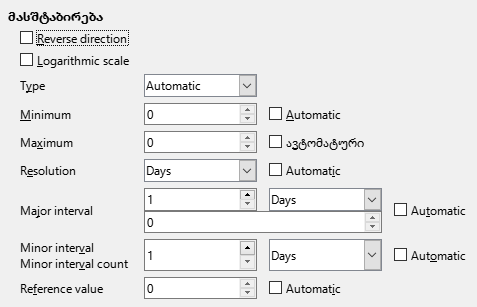 მასშტაბირება
Reverse direction
Logarithmic scale
Type Automatic
Minimum 0 Automatic
Maximum 0 ავტომატური
Resolution Days Automatic
1 Days
Major interval Automatic
0
Minor interval
Minor interval count 1 Days Automatic
Reference value 0 Automatic